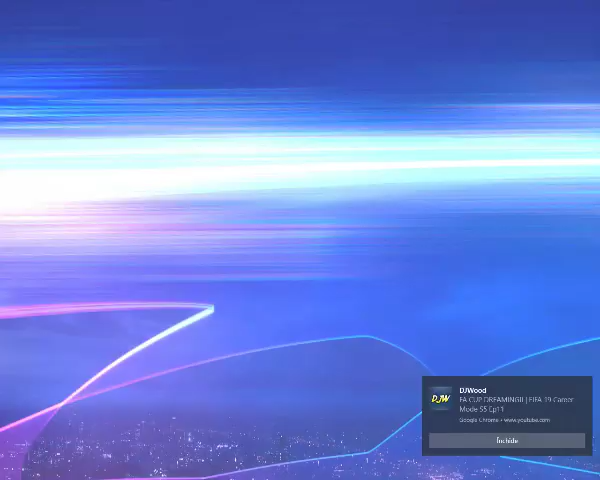 DJWood
DJW
FA CUP DREAMING!! | FIFA 19 Career
Mode S5 Ep11
Google Chrome • www.youtube.com
Închide